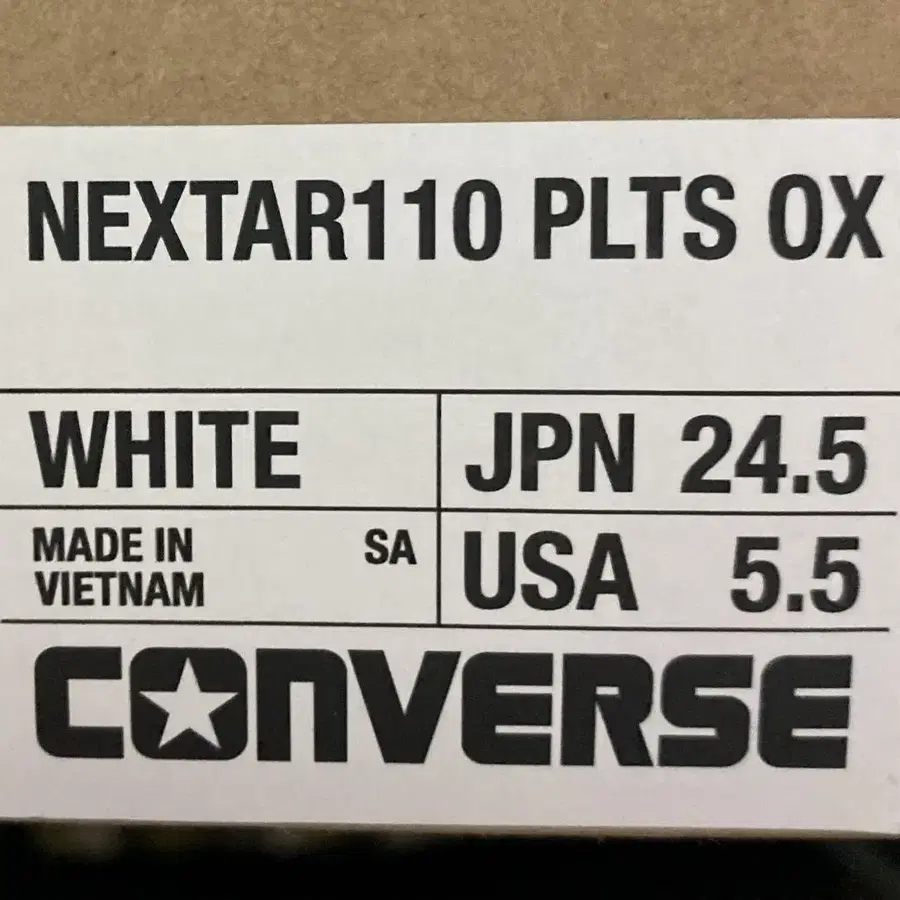 NEXTAR110 PLTS OX
WHITE
JPN 24.5
MADE IN
VIETNAM
SA
USA 5.5
CONVERSE